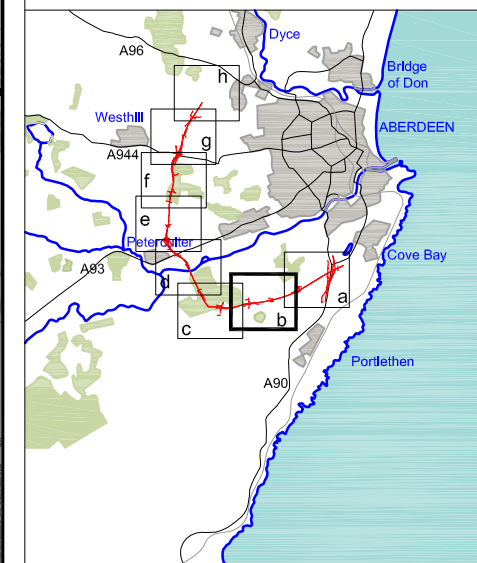 Dyce
A96
Bridge
of Don
h
Westhill
ABERDEEN
g
A944
f
e
Peterculter
Cove Bay
A93
d
a
b
c
Portlethen
A90